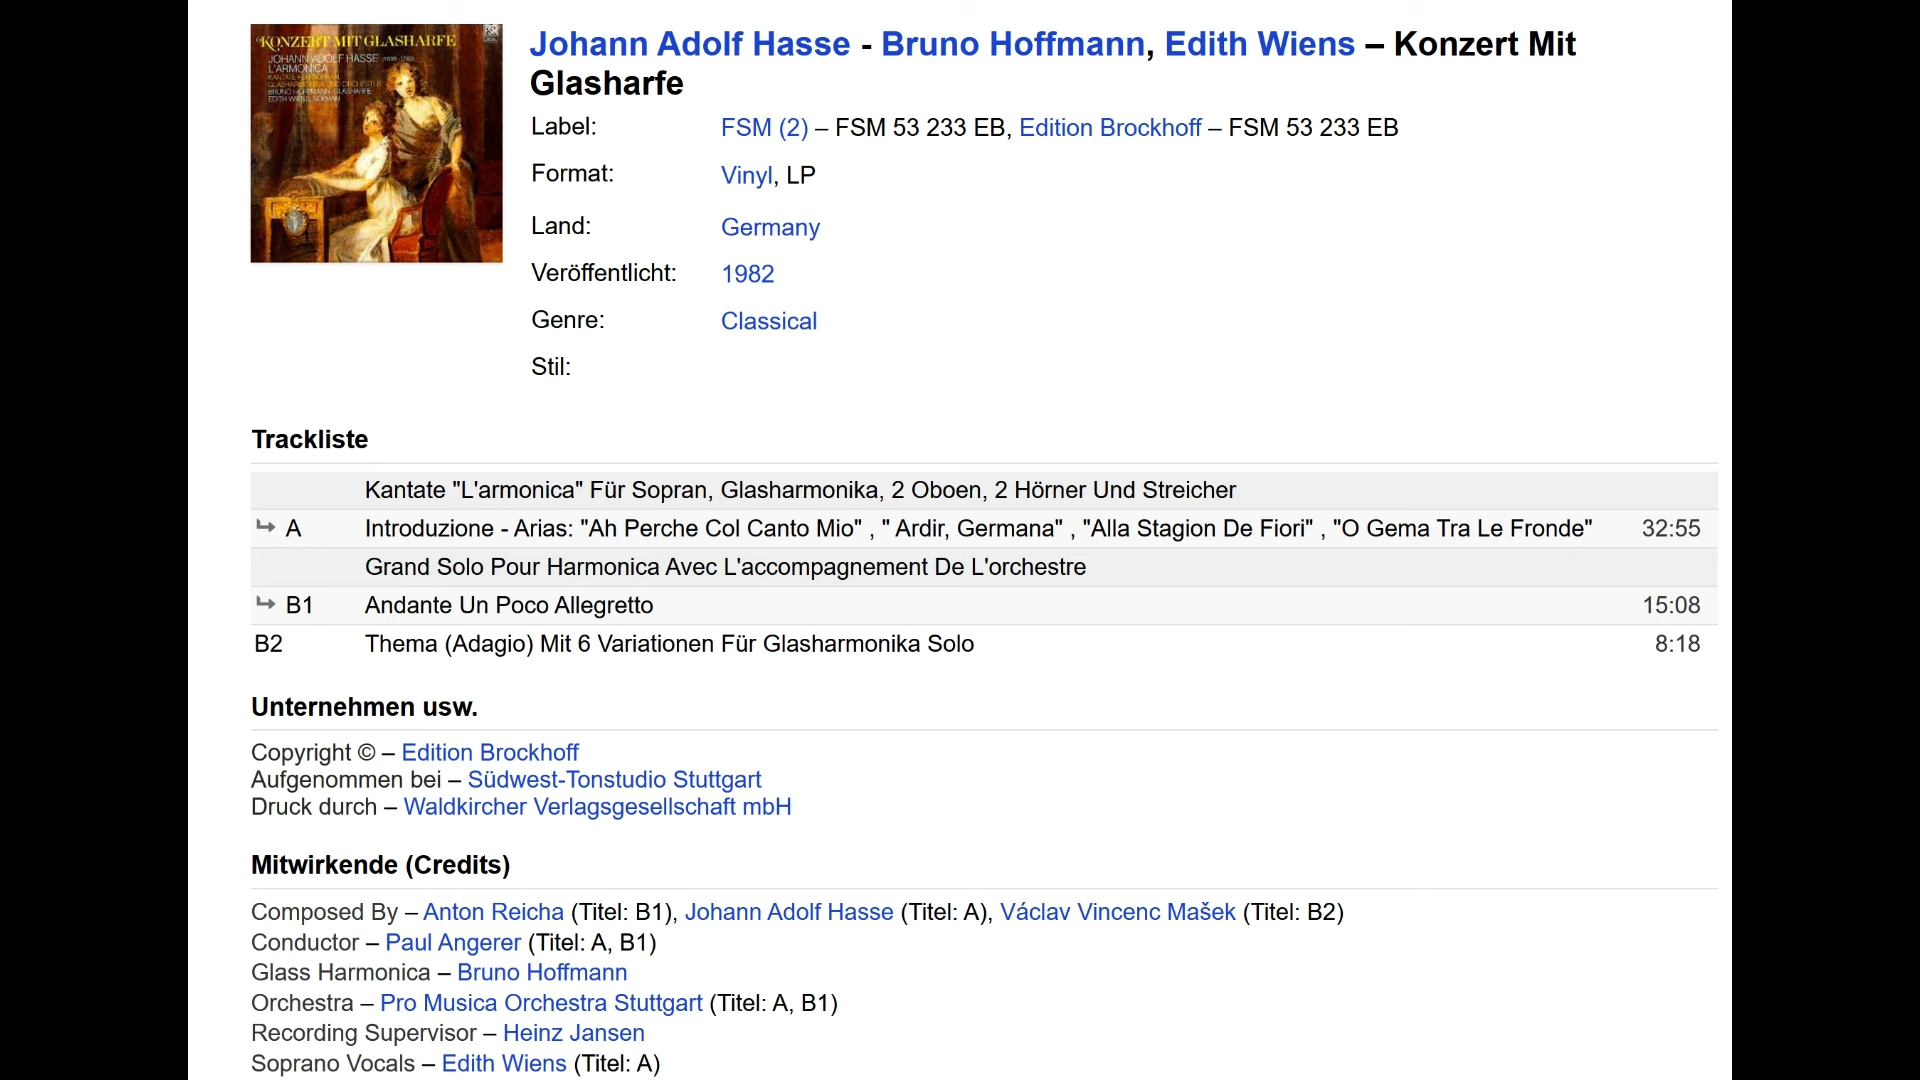 KONZERT MIT GLASHARFE
JOHANN ADOLF HASSE
L'ARMONICA
BRUNO HOFFMANN, GLASHARFE
Johann Adolf Hasse - Bruno Hoffmann, Edith Wiens – Konzert Mit
Glasharfe
Label: FSM (2) – FSM 53 233 EB, Edition Brockhoff – FSM 53 233 EB
Format: Vinyl, LP
Land: Germany
Veröffentlicht: 1982
Genre: Classical
Stil:
Trackliste
Kantate "L'armonica" Für Sopran, Glasharmonika, 2 Oboen, 2 Hörner Und Streicher
A Introduzione - Arias: "Ah Perche Col Canto Mio" , " Ardir, Germana" , "Alla Stagion De Fiori" , "O Gema Tra Le Fronde" 32:55
Grand Solo Pour Harmonica Avec L'accompagnement De L'orchestre
B1 Andante Un Poco Allegretto 15:08
B2 Thema (Adagio) Mit 6 Variationen Für Glasharmonika Solo 8:18
Unternehmen usw.
Copyright © – Edition Brockhoff
Aufgenommen bei – Südwest-Tonstudio Stuttgart
Druck durch – Waldkircher Verlagsgesellschaft mbH
Mitwirkende (Credits)
Composed By – Anton Reicha (Titel: B1), Johann Adolf Hasse (Titel: A), Václav Vincenc Mašek (Titel: B2)
Conductor – Paul Angerer (Titel: A, B1)
Glass Harmonica – Bruno Hoffmann
Orchestra – Pro Musica Orchestra Stuttgart (Titel: A, B1)
Recording Supervisor – Heinz Jansen
Soprano Vocals – Edith Wiens (Titel: A)